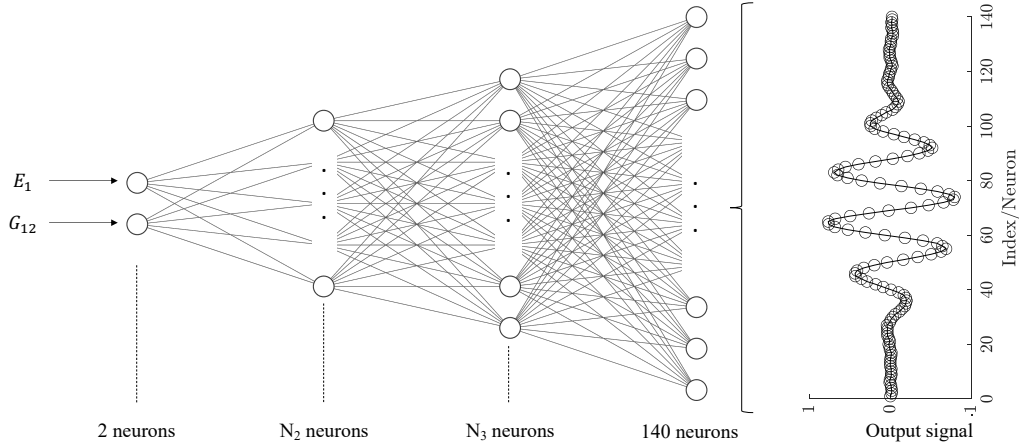 E₁
G₁₂
2 neurons
N₂ neurons
N₃ neurons
140 neurons
140
120
100
80
60
40
20
0
Index/Neuron
1
0
-1
Output signal